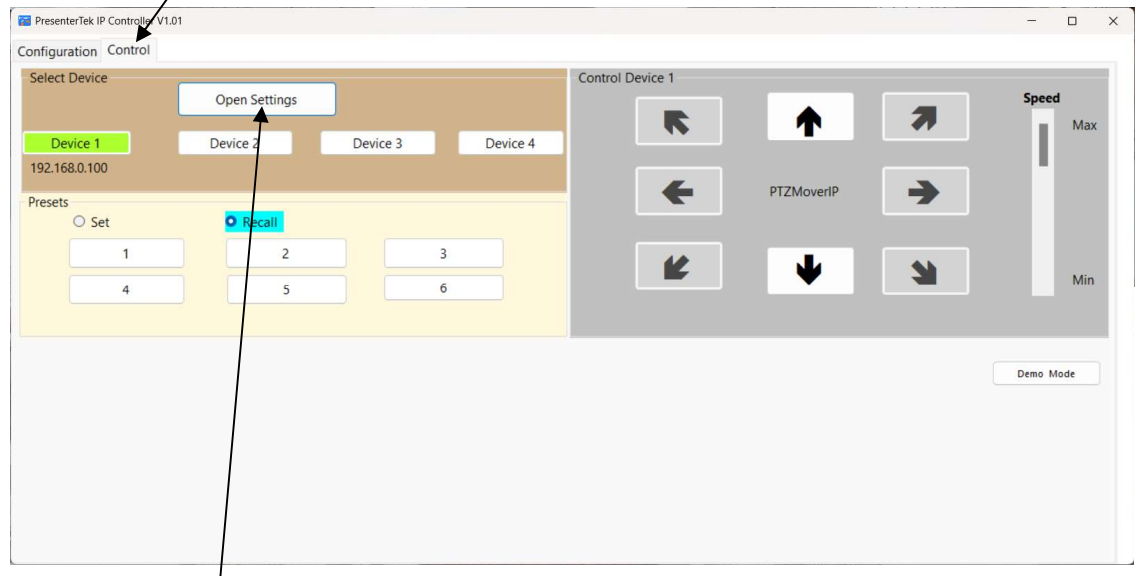 PresenterTek IP Controller V1.01
Configuration Control
Select Device
Open Settings
Device 1 Device 2 Device 3 Device 4
192.168.0.100
Presets
Set Recall
1 2 3
4 5 6
Control Device 1
Speed
Max
PTZMoverIP
Min
Demo Mode